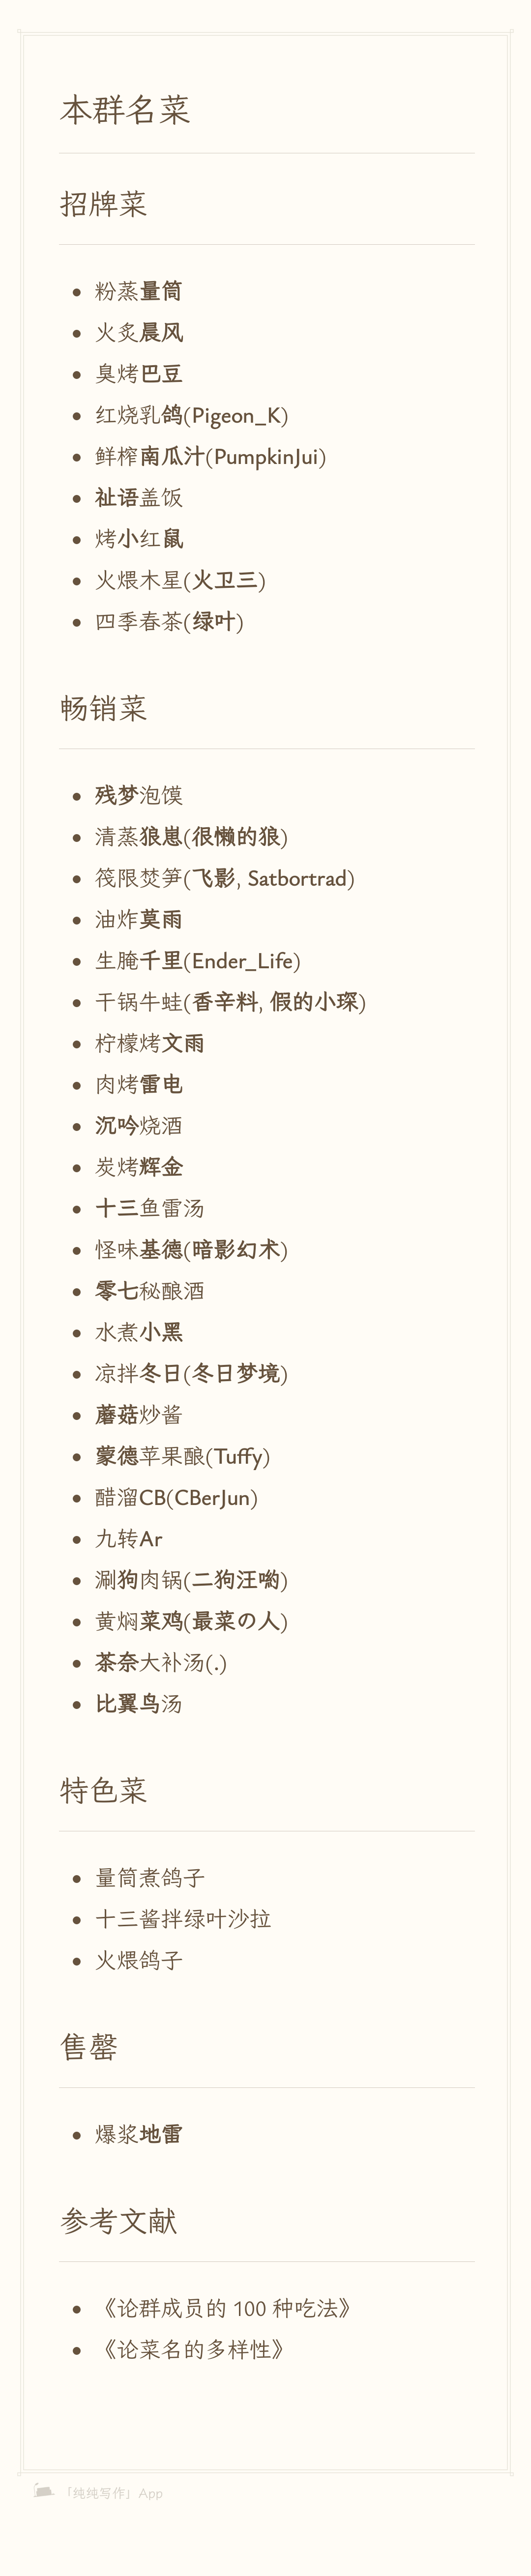 本群名菜
招牌菜
粉蒸量筒
火炙晨风
臭烤巴豆
红烧乳鸽(Pigeon_K)
鲜榨南瓜汁(PumpkinJui)
祉语盖饭
烤小红鼠
火煨木星(火卫三)
四季春茶(绿叶)
畅销菜
残梦泡馍
清蒸狼崽(很懒的狼)
筏限焚笋(飞影, Satbortrad)
油炸莫雨
生腌千里(Ender_Life)
干锅牛蛙(香辛料, 假的小琛)
柠檬烤文雨
肉烤雷电
沉吟烧酒
炭烤辉金
十三鱼雷汤
怪味基德(暗影幻术)
零七秘酿酒
水煮小黑
凉拌冬日(冬日梦境)
蘑菇炒酱
蒙德苹果酿(Tuffy)
醋溜CB(CBerJun)
九转Ar
涮狗肉锅(二狗汪喲)
黄焖菜鸡(最菜の人)
茶奈大补汤(.)
比翼鸟汤
特色菜
量筒煮鸽子
十三酱拌绿叶沙拉
火煨鸽子
售罄
爆浆地雷
参考文献
《论群成员的 100 种吃法》
《论菜名的多样性》
「纯纯写作」App